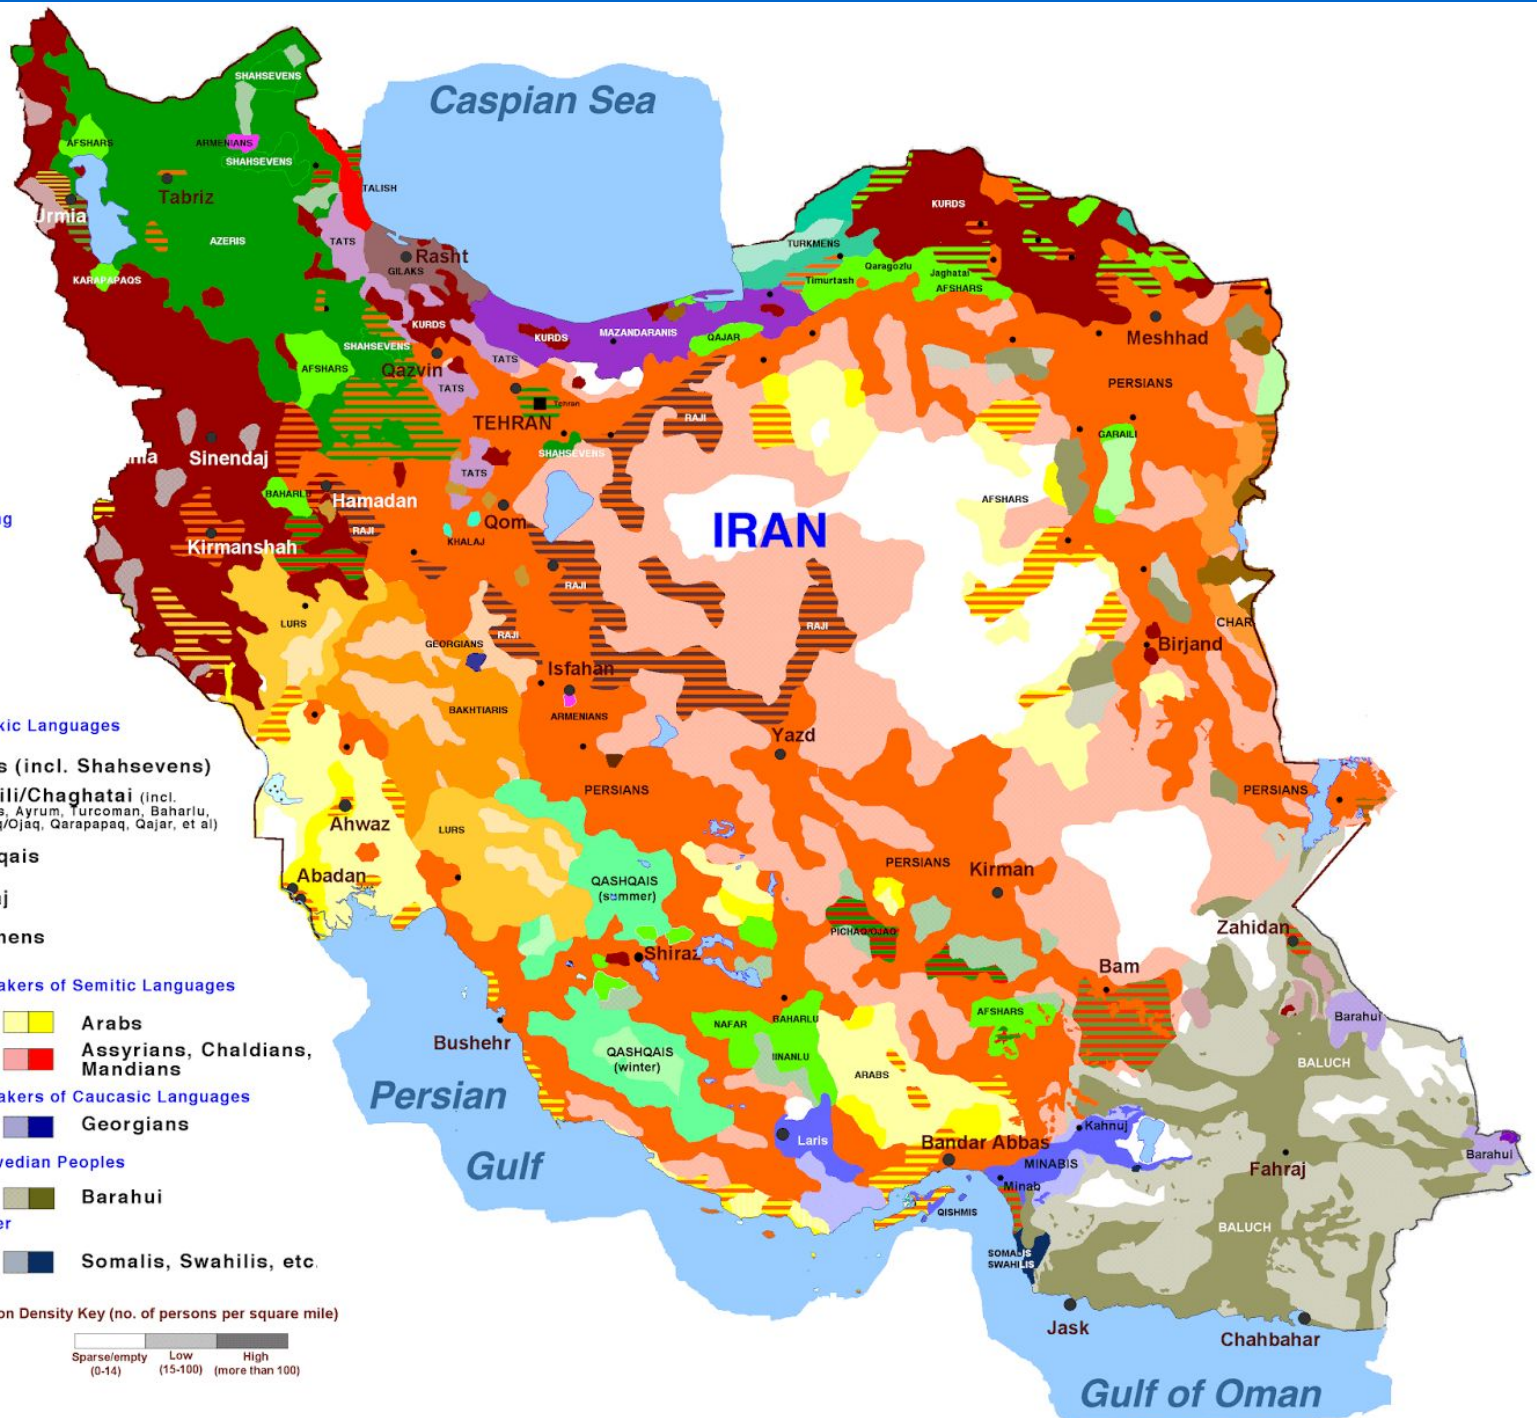 Caspian Sea
SHAHSEVENS
AFSHARS
ARMENIANS
SHAHSEVENS
Tabriz
TALISH
Urmia
AZERIS
TATS
Rasht
GILAKS
KARAPAPAQS
KURDS
TURKMENS
Timurtash
Qaragozlu
Jaghatai
AFSHARS
KURDS
KURDS
MAZANDARANIS
QAJAR
Meshhad
SHAHSEVENS
Qazvin
TATS
TATS
AFSHARS
PERSIANS
Tehran
TEHRAN
RAJI
GARAILI
SHAHSEVENS
Sinendaj
TATS
BAHARLU
Hamadan
AFSHARS
RAJI
Qom
IRAN
KHALAJ
Kirmanshah
RAJI
LURS
GEORGIANS
RAJI
RAJI
CHAR
Birjand
Isfahan
BAKHTIARIS
ARMENIANS
Yazd
PERSIANS
PERSIANS
Ahwaz
LURS
PERSIANS
Kirman
Abadan
QASHQAIS
(summer)
PICHAQ/OJAQ
Zahidan
Shiraz
Bam
NAFAR
BAHARLU
AFSHARS
Barahui
Bushehr
QASHQAIS
(winter)
IINANLU
ARABS
BALUCH
Persian
Gulf
Laris
Kahnuj
Bandar Abbas
MINABIS
Minab
Fahraj
Barahui
QISHMIS
BALUCH
SOMALIS
SWAHILIS
Jask
Chahbahar
Gulf of Oman
kic Languages
s (incl. Shahsevens)
ili/Chaghatai (incl.
s, Ayrum, Turcoman, Baharlu,
q/Ojaq, Qarapapaq, Qajar, et al)
qais
j
nens
akers of Semitic Languages
Arabs
Assyrians, Chaldians,
Mandians
akers of Caucasic Languages
Georgians
vedian Peoples
Barahui
er
Somalis, Swahilis, etc.
on Density Key (no. of persons per square mile)
Sparse/empty
(0-14)
Low
(15-100)
High
(more than 100)